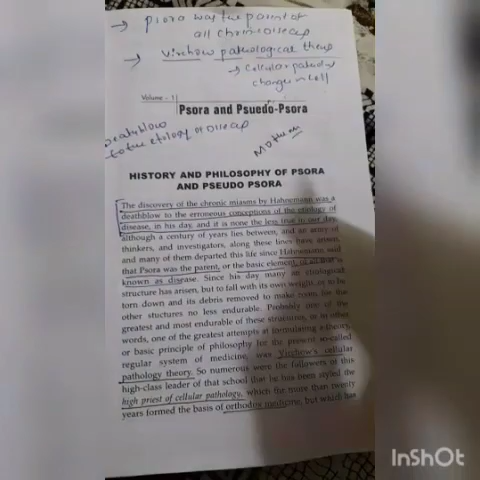 → psora was the parent of
all chronic diseases
→ Virchow pathological theory
→ Cellular
change in cell
Volume - 1
Psora and Psuedo-Psora
Deathblow
to the etiology of disease
HISTORY AND PHILOSOPHY OF PSORA
AND PSEUDO PSORA
The discovery of the chronic miasms by Hahnemann was a
deathblow to the erroneous conceptions of the etiology of
disease, in his day, and it is none the less true in our day,
although a century of years lies between, and an army of
thinkers, and investigators, along these lines have arisen,
and many of them departed this life since Hahnemann said
that Psora was the parent, or the basic element, of all that is
known as disease. Since his day many an etiological
structure has arisen, but to fall with its own weight, or to be
torn down and its debris removed to make room for the
other stuctures no less endurable. Probably one of the
greatest and most endurable of these structures, or in other
words, one of the greatest attempts at formulating a theory,
or basic principle of philosophy for the present so-called
regular system of medicine, was Virchow's cellular
pathology theory. So numerous were the followers of this
high-class leader of that school that he has been styled the
high priest of cellular pathology, which the more than twenty
years formed the basis of orthodox medicine, but which has
InShOt